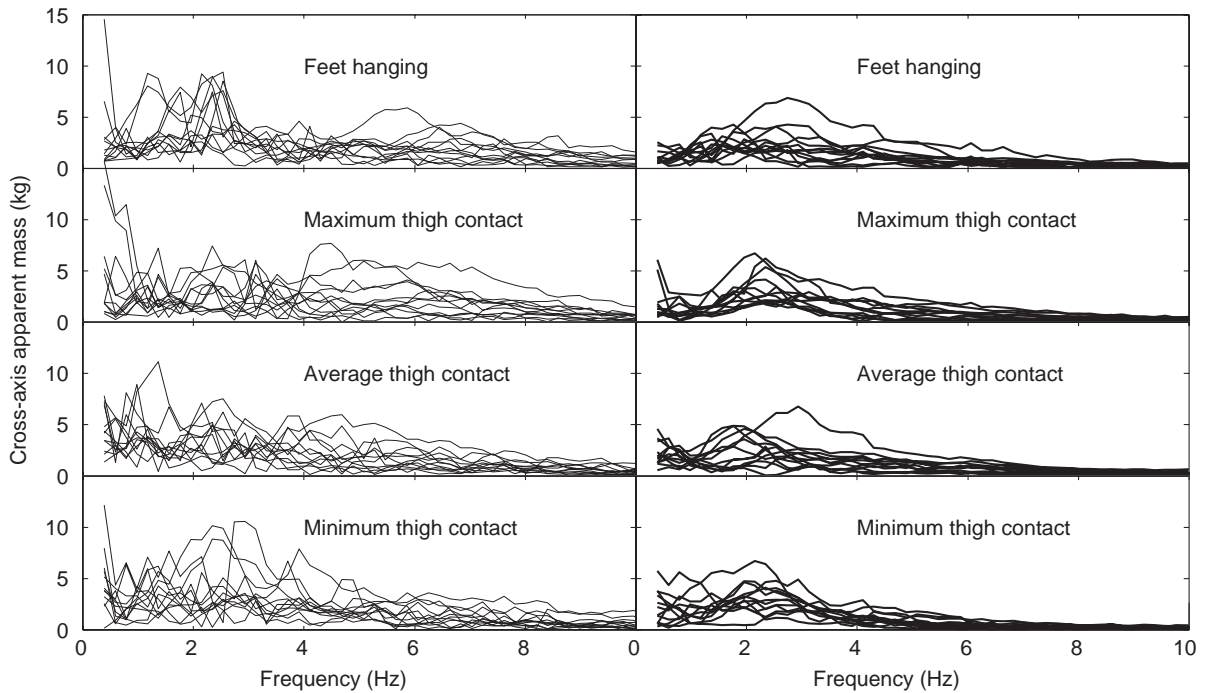 15
10
5
0
10
5
0
10
5
0
10
5
0
Cross-axis apparent mass (kg)
Feet hanging
Feet hanging
Maximum thigh contact
Maximum thigh contact
Average thigh contact
Average thigh contact
Minimum thigh contact
Minimum thigh contact
0 2 4 6 8 0 2 4 6 8 10
Frequency (Hz)
Frequency (Hz)